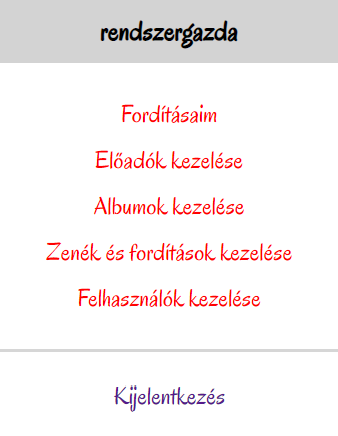 rendszergazda
Fordításaim
Előadók kezelése
Albumok kezelése
Zenék és fordítások kezelése
Felhasználók kezelése
Kijelentkezés